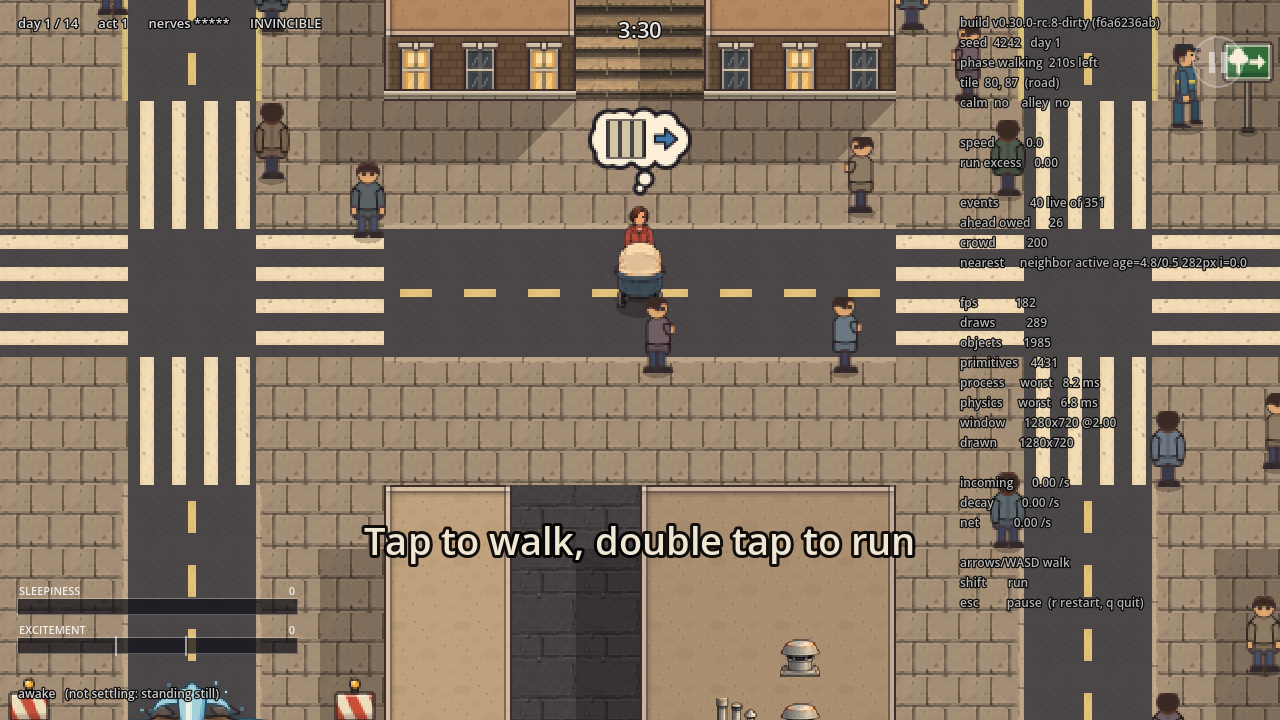 day 1 / 14 act 1 nerves ***** INVINCIBLE
3:30
build v0.30.0-rc.8-dirty (f6a6236ab)
seed 4242 day 1
phase walking 210s left
tile 80, 87 (road)
calm no alley no
speed 0.0
run excess 0.00
events 40 live of 351
ahead owed 26
crowd 200
nearest neighbor active age=4.8/0.5 282px i=0.0
fps 182
draws 289
objects 1985
primitives 4431
process worst 8.2 ms
physics worst 6.8 ms
window 1280x720 @2.00
drawn 1280x720
incoming 0.00 /s
decay 0.00 /s
net 0.00 /s
arrows/WASD walk
shift run
esc pause (r restart, q quit)
Tap to walk, double tap to run
SLEEPINESS 0
EXCITEMENT 0
awake (not settling: standing still)